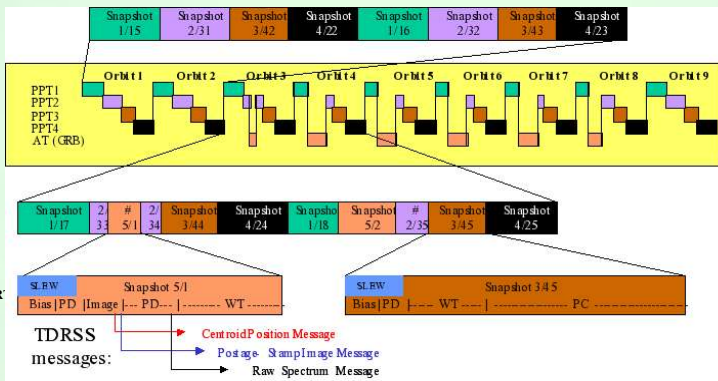 Snapshot Snapshot Snapshot Snapshot Snapshot Snapshot Snapshot Snapshot
1/15 2/31 3/42 4/22 1/16 2/32 3/43 4/23
Orbit 1 Orbit 2 Orbit 3 Orbit 4 Orbit 5 Orbit 6 Orbit 7 Orbit 8 Orbit 9
PPT1
PPT2
PPT3
PPT4
AT (GRB)
Snapshot 2/ # 2/ Snapshot Snapshot Snapshot Snapshot # Snapshot Snapshot
1/17 33 5/1 34 3/44 4/24 1/18 5/2 2/35 3/45 4/25
SLEW Snapshot 5/1
Bias | PD |Image |--- PD---| -------- WT ----------
SLEW Snapshot 3/45
Bias | PD |---- WT ----| ---------- PC ------------
TDRSS
messages:
Centroid Position Message
Postage- Stamp Image Message
Raw Spectrum Message